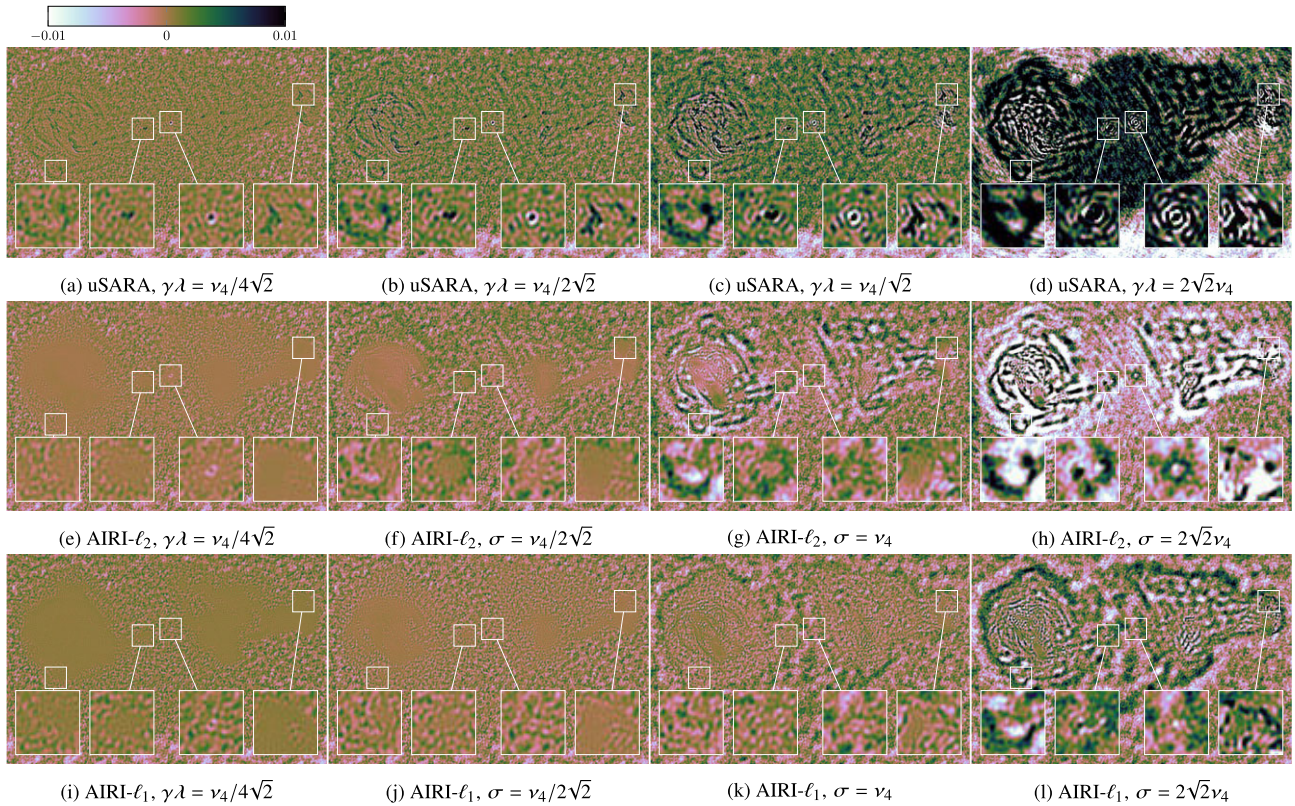 −0.01 0 0.01
(a) uSARA, γλ = ν₄/4√2 (b) uSARA, γλ = ν₄/2√2 (c) uSARA, γλ = ν₄/√2 (d) uSARA, γλ = 2√2ν₄
(e) AIRI-ℓ₂, γλ = ν₄/4√2 (f) AIRI-ℓ₂, σ = ν₄/2√2 (g) AIRI-ℓ₂, σ = ν₄ (h) AIRI-ℓ₂, σ = 2√2ν₄
(i) AIRI-ℓ₁, γλ = ν₄/4√2 (j) AIRI-ℓ₁, σ = ν₄/2√2 (k) AIRI-ℓ₁, σ = ν₄ (l) AIRI-ℓ₁, σ = 2√2ν₄